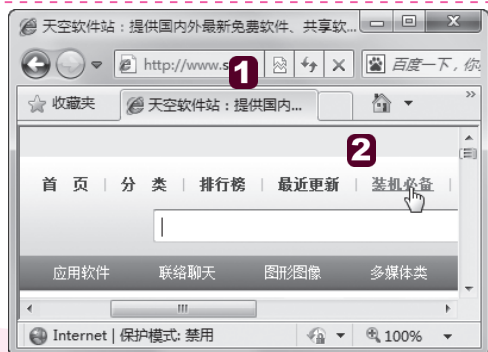 天空软件站：提供国内外最新免费软件、共享软...
http://www.s
1
百度一下，你
收藏夹
天空软件站：提供国内...
2
首 页 | 分 类 | 排行榜 | 最近更新 | 装机必备 |
应用软件 联络聊天 图形图像 多媒体类
Internet | 保护模式: 禁用
100%